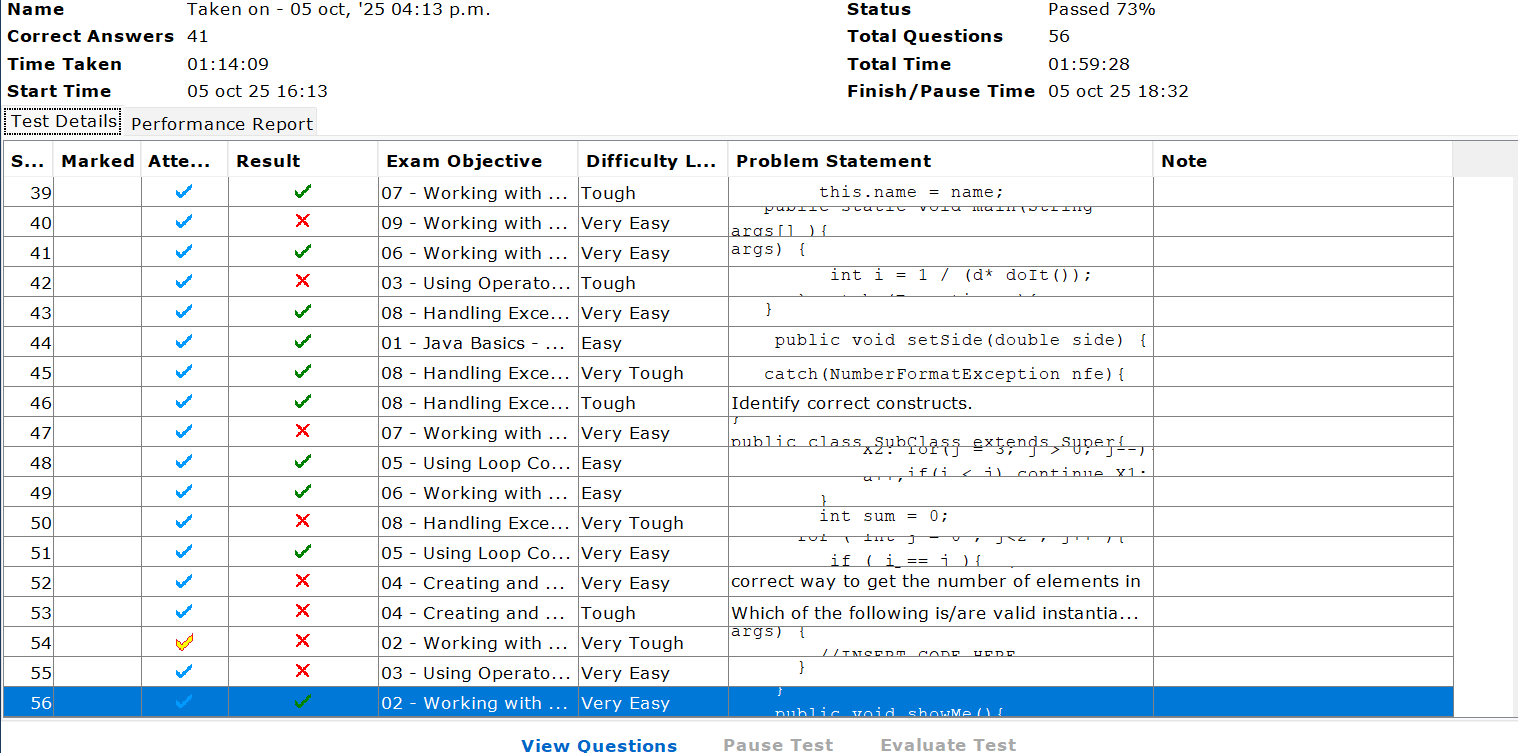 Name Taken on - 05 oct, '25 04:13 p.m. Status Passed 73%
Correct Answers 41 Total Questions 56
Time Taken 01:14:09 Total Time 01:59:28
Start Time 05 oct 25 16:13 Finish/Pause Time 05 oct 25 18:32
Test Details Performance Report
S... Marked Atte... Result Exam Objective Difficulty L... Problem Statement Note
39 07 - Working with ... Tough this.name = name;
40 09 - Working with ... Very Easy public static void main(String
args[] ){
41 06 - Working with ... Very Easy args) {
42 03 - Using Operato... Tough int i = 1 / (d* doIt());
43 08 - Handling Exce... Very Easy }
44 01 - Java Basics - ... Easy public void setSide(double side) {
45 08 - Handling Exce... Very Tough catch(NumberFormatException nfe){
46 08 - Handling Exce... Tough Identify correct constructs.
47 07 - Working with ... Very Easy }
public class SubClass extends Super{
48 05 - Using Loop Co... Easy X2: for(j = 3; j > 0; j--)
if(i < j) continue X1;
49 06 - Working with ... Easy a++;
}
50 08 - Handling Exce... Very Tough int sum = 0;
51 05 - Using Loop Co... Very Easy for ( int j = 0 ; j<2 ; j++ ){
if ( i == j ){
52 04 - Creating and ... Very Easy correct way to get the number of elements in
53 04 - Creating and ... Tough Which of the following is/are valid instantia...
54 02 - Working with ... Very Tough args) {
//INSERT CODE HERE
55 03 - Using Operato... Very Easy }
56 02 - Working with ... Very Easy }
public void showMe(){
View Questions Pause Test Evaluate Test